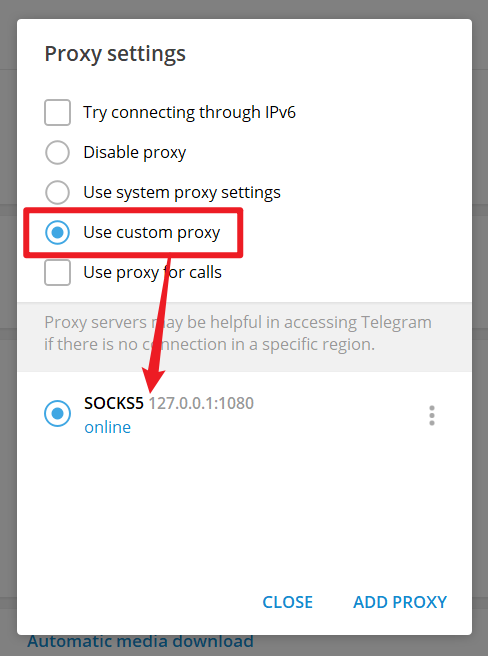 Proxy settings
Try connecting through IPv6
Disable proxy
Use system proxy settings
Use custom proxy
Use proxy for calls
Proxy servers may be helpful in accessing Telegram
if there is no connection in a specific region.
SOCKS5 127.0.0.1:1080
online
CLOSE
ADD PROXY
Automatic media download